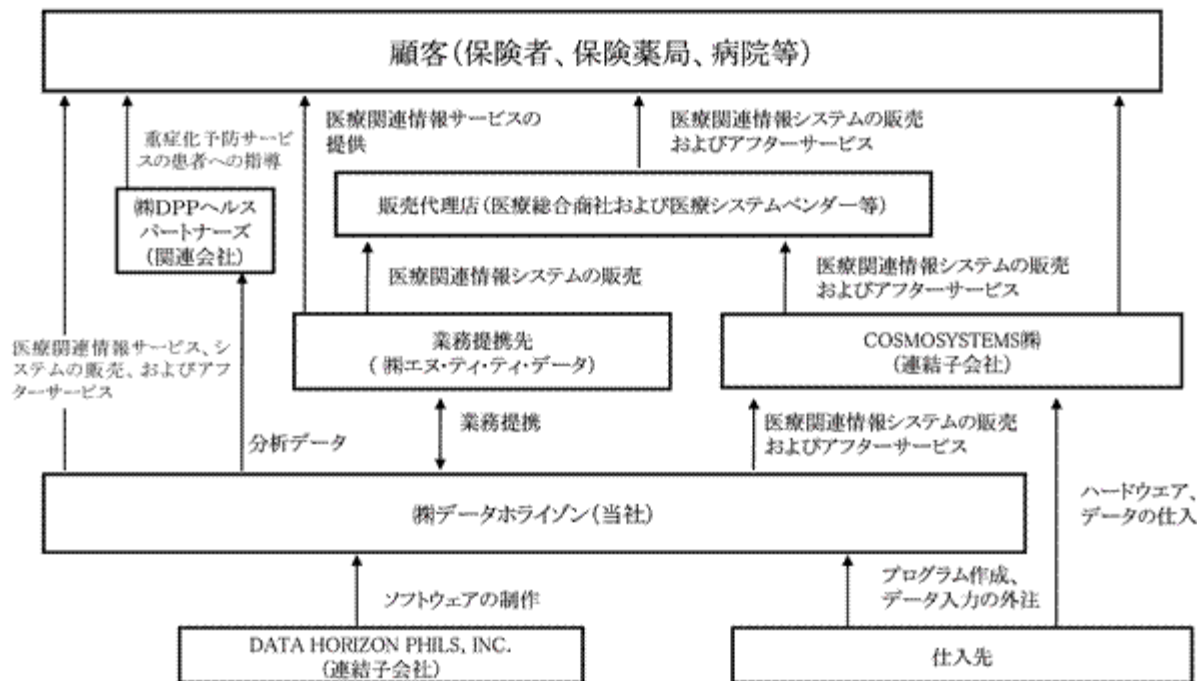 顧客(保険者、保険薬局、病院等)
重症化予防サービ
スの患者への指導
医療関連情報サービスの
提供
医療関連情報システムの販売
およびアフターサービス
㈱DPPヘルス
パートナーズ
(関連会社)
販売代理店(医療総合商社および医療システムベンダー等)
医療関連情報システムの販売
医療関連情報システムの販売
およびアフターサービス
医療関連情報サービス、シ
ステムの販売、およびアフ
ターサービス
業務提携先
(㈱エヌ・ティ・ティ・データ)
COSMOSYSTEMS㈱
(連結子会社)
分析データ
業務提携
医療関連情報システムの販売
およびアフターサービス
ハードウエア、
データの仕入
㈱データホライゾン(当社)
ソフトウェアの制作
プログラム作成、
データ入力の外注
DATA HORIZON PHILS, INC.
(連結子会社)
仕入先